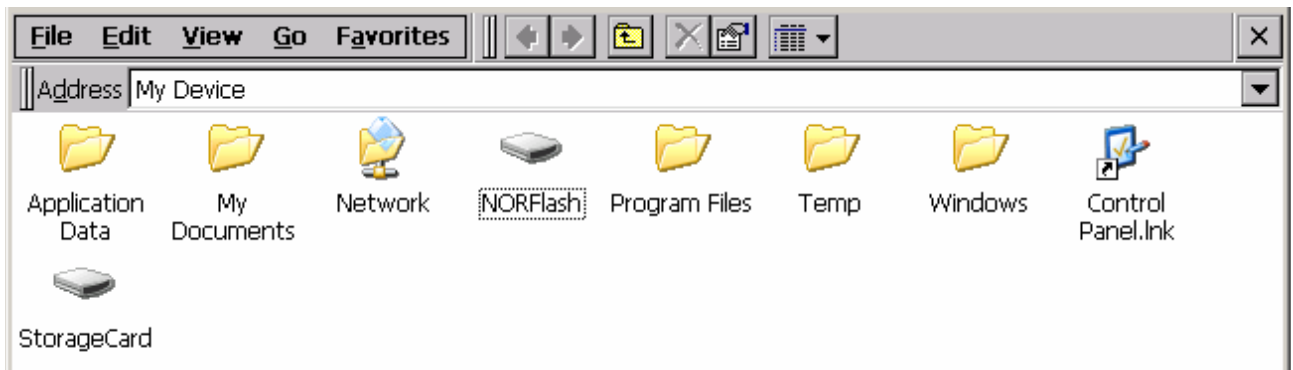 File Edit View Go Favorites
Address My Device
Application Data
My Documents
Network
NORFlash
Program Files
Temp
Windows
Control Panel.lnk
StorageCard